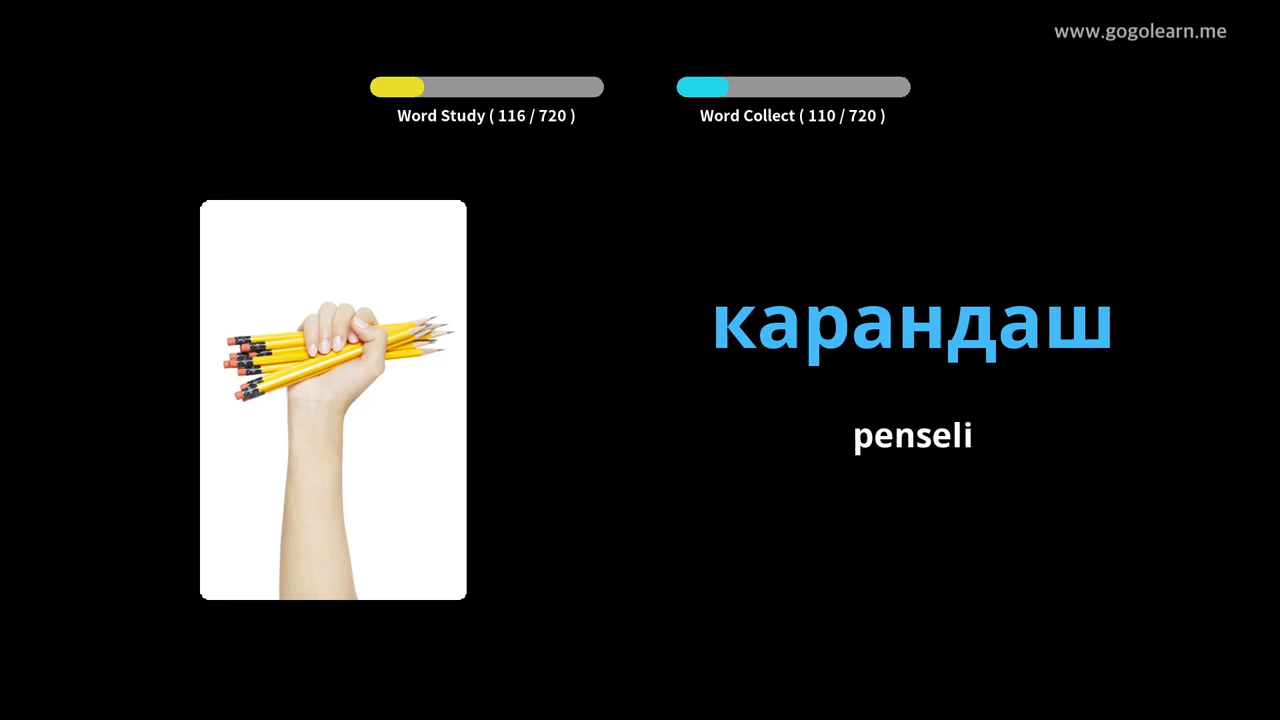 www.gogolearn.me
Word Study ( 116 / 720 )
Word Collect ( 110 / 720 )
карандаш
penseli